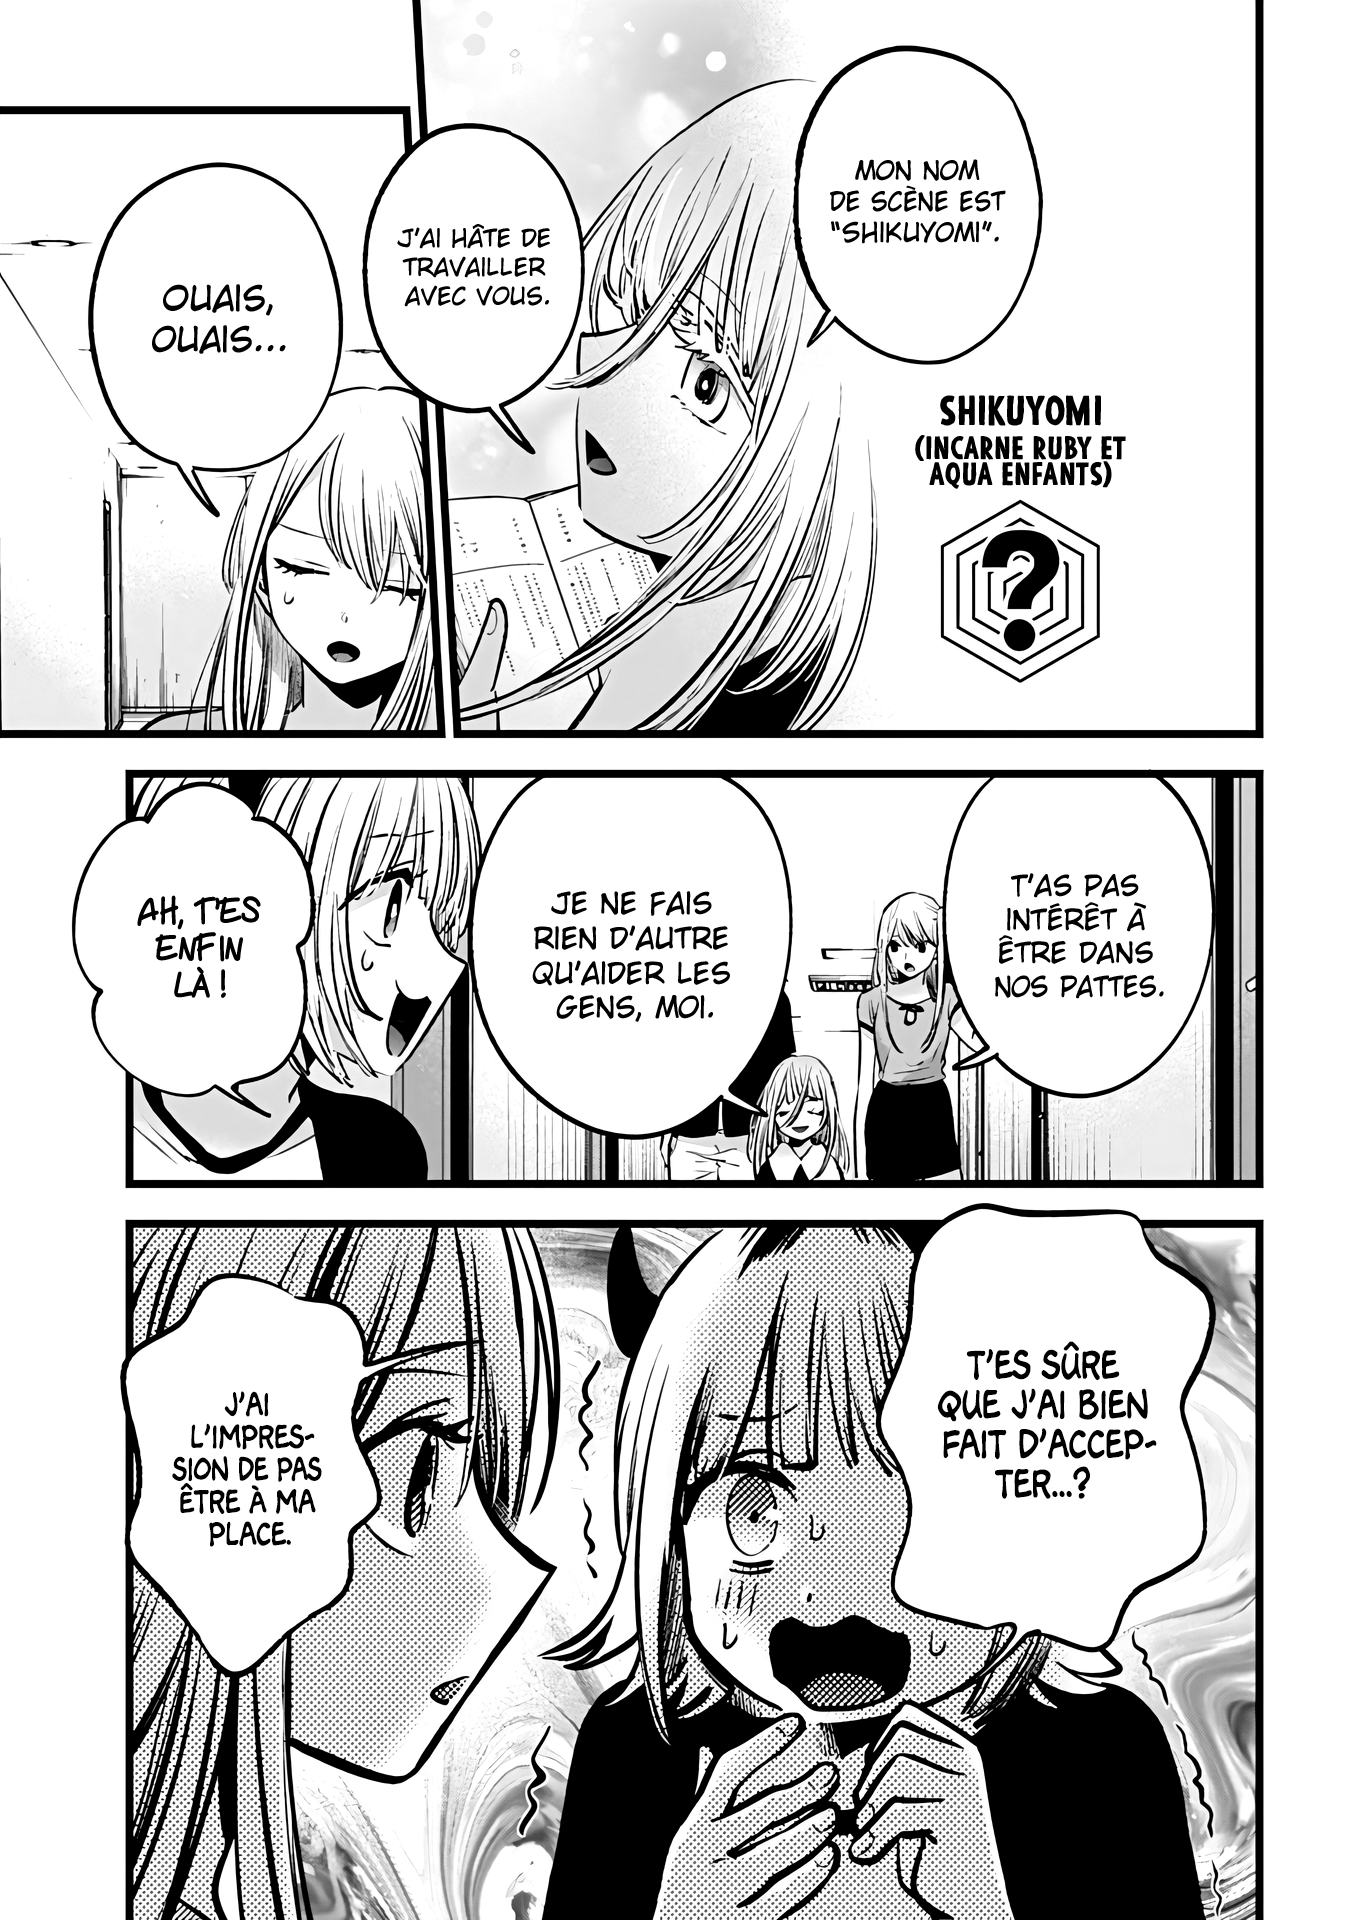 MON NOM
DE SCÈNE EST
"SHIKUYOMI".
J'AI HÂTE DE
TRAVAILLER
AVEC VOUS.
SHIKUYOMI
(INCARNE RUBY ET
AQUA ENFANTS)
?
OUAIS,
OUAIS...
T'AS PAS
INTÉRÊT À
ÊTRE DANS
NOS PATTES.
JE NE FAIS
RIEN D'AUTRE
QU'AIDER LES
GENS, MOI.
AH, T'ES
ENFIN
LÀ !
T'ES SÛRE
QUE J'AI BIEN
FAIT D'ACCEP-
TER...?
J'AI
L'IMPRES-
SION DE PAS
ÊTRE À MA
PLACE.